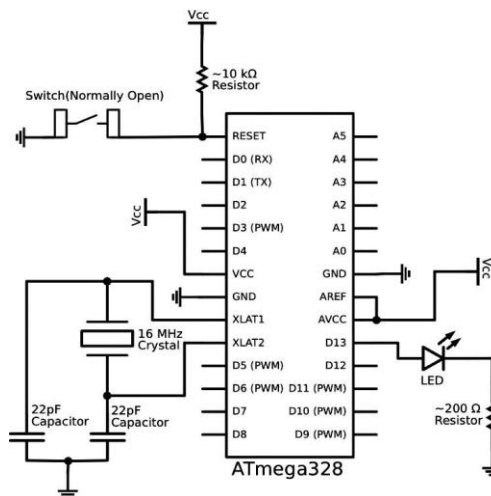 Vcc
~10 kΩ
Resistor
Switch(Normally Open)
RESET
D0 (RX)
D1 (TX)
D2
D3 (PWM)
D4
VCC
GND
XLAT1
XLAT2
D5 (PWM)
D6 (PWM)
D7
D8
A5
A4
A3
A2
A1
A0
GND
AREF
AVCC
D13
D12
D11 (PWM)
D10 (PWM)
D9 (PWM)
Vcc
Vcc
16 MHz
Crystal
22pF
Capacitor
22pF
Capacitor
LED
~200 Ω
Resistor
ATmega328